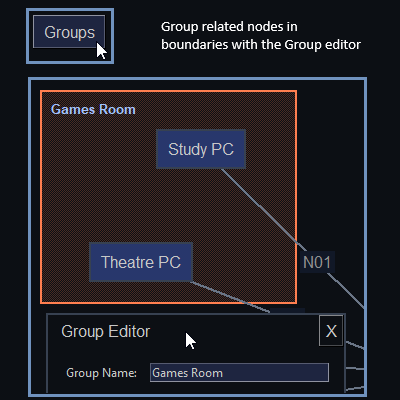 Groups
Group related nodes in
boundaries with the Group editor
Games Room
Study PC
Theatre PC
N01
Group Editor
X
Group Name:
Games Room